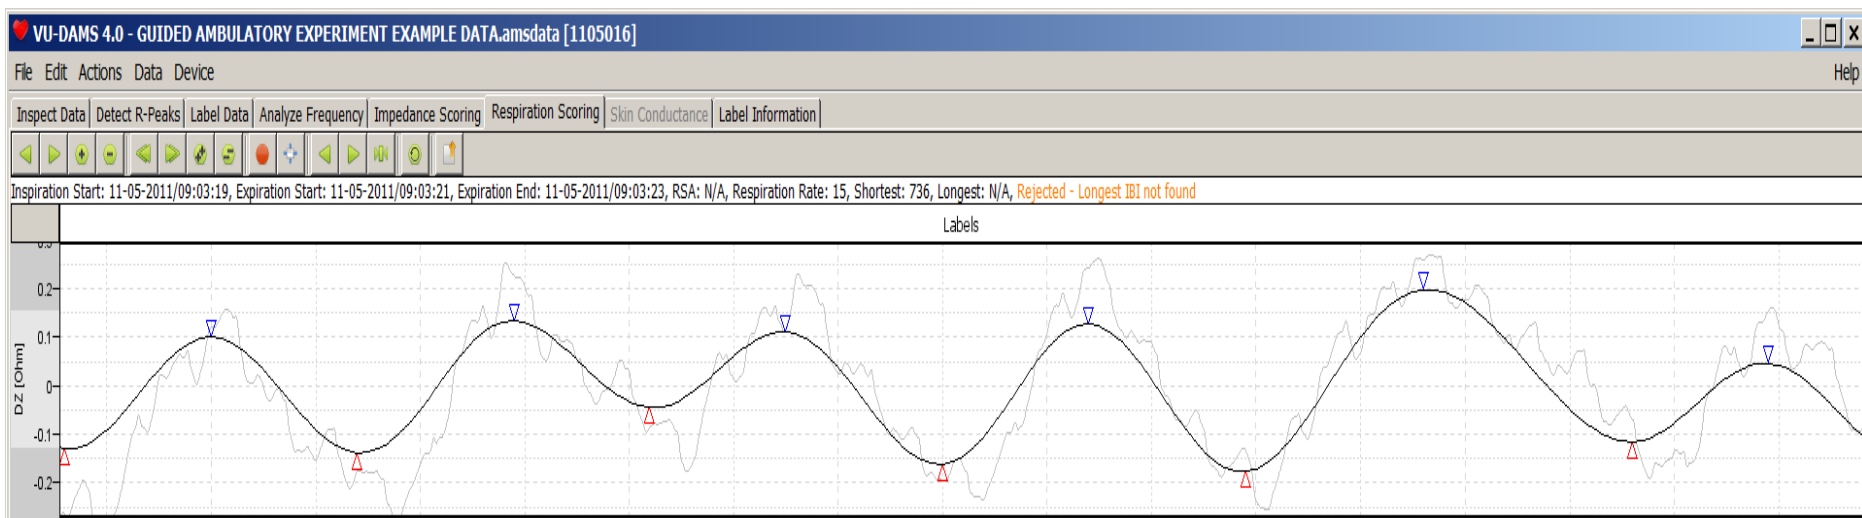 VU-DAMS 4.0 - GUIDED AMBULATORY EXPERIMENT EXAMPLE DATA.amsdata [1105016]
File Edit Actions Data Device Help
Inspect Data Detect R-Peaks Label Data Analyze Frequency Impedance Scoring Respiration Scoring Skin Conductance Label Information
Inspiration Start: 11-05-2011/09:03:19, Expiration Start: 11-05-2011/09:03:21, Expiration End: 11-05-2011/09:03:23, RSA: N/A, Respiration Rate: 15, Shortest: 736, Longest: N/A, Rejected - Longest IBI not found
Labels
0.2
0.1
0
-0.1
-0.2
DZ [Ohm]